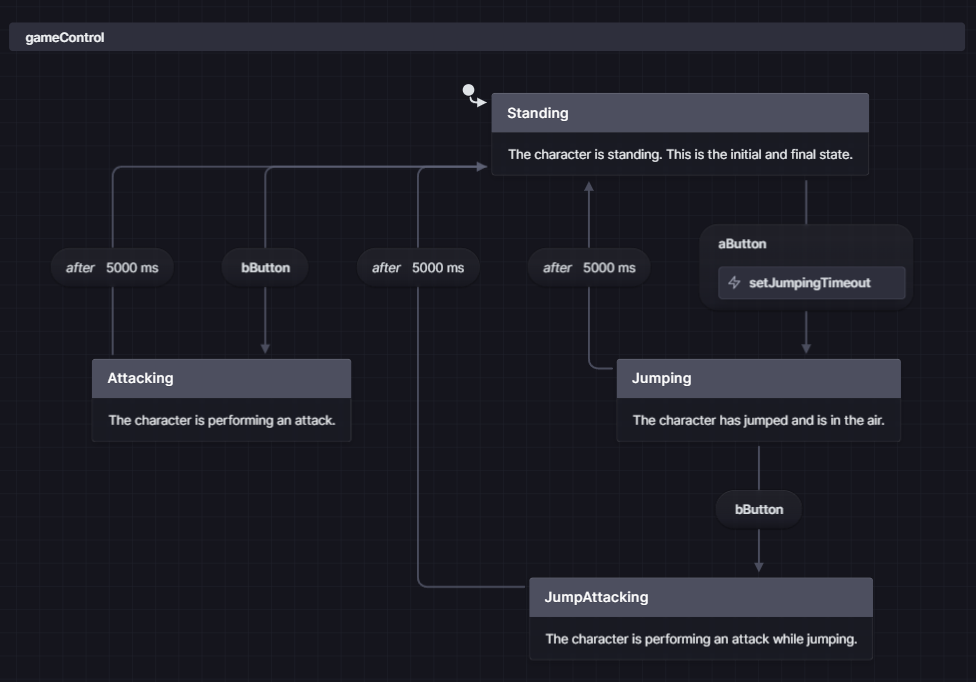 gameControl
Standing
The character is standing. This is the initial and final state.
after 5000 ms
bButton
after 5000 ms
after 5000 ms
aButton
setJumpingTimeout
Attacking
The character is performing an attack.
Jumping
The character has jumped and is in the air.
bButton
JumpAttacking
The character is performing an attack while jumping.